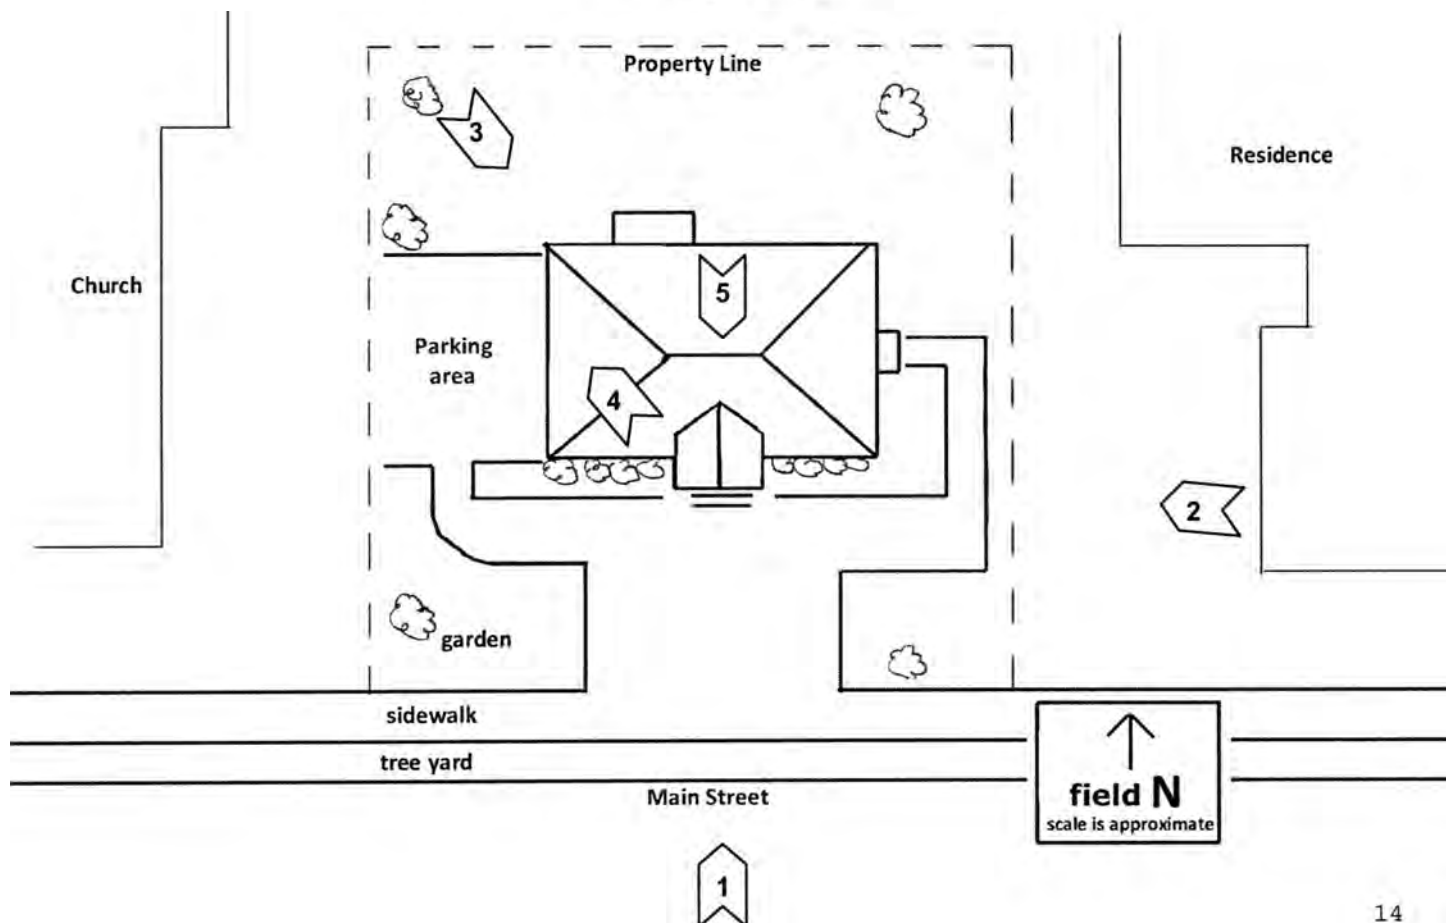 Property Line
3
Residence
Church
5
Parking
area
4
2
garden
sidewalk
tree yard
Main Street
field N
scale is approximate
1
14